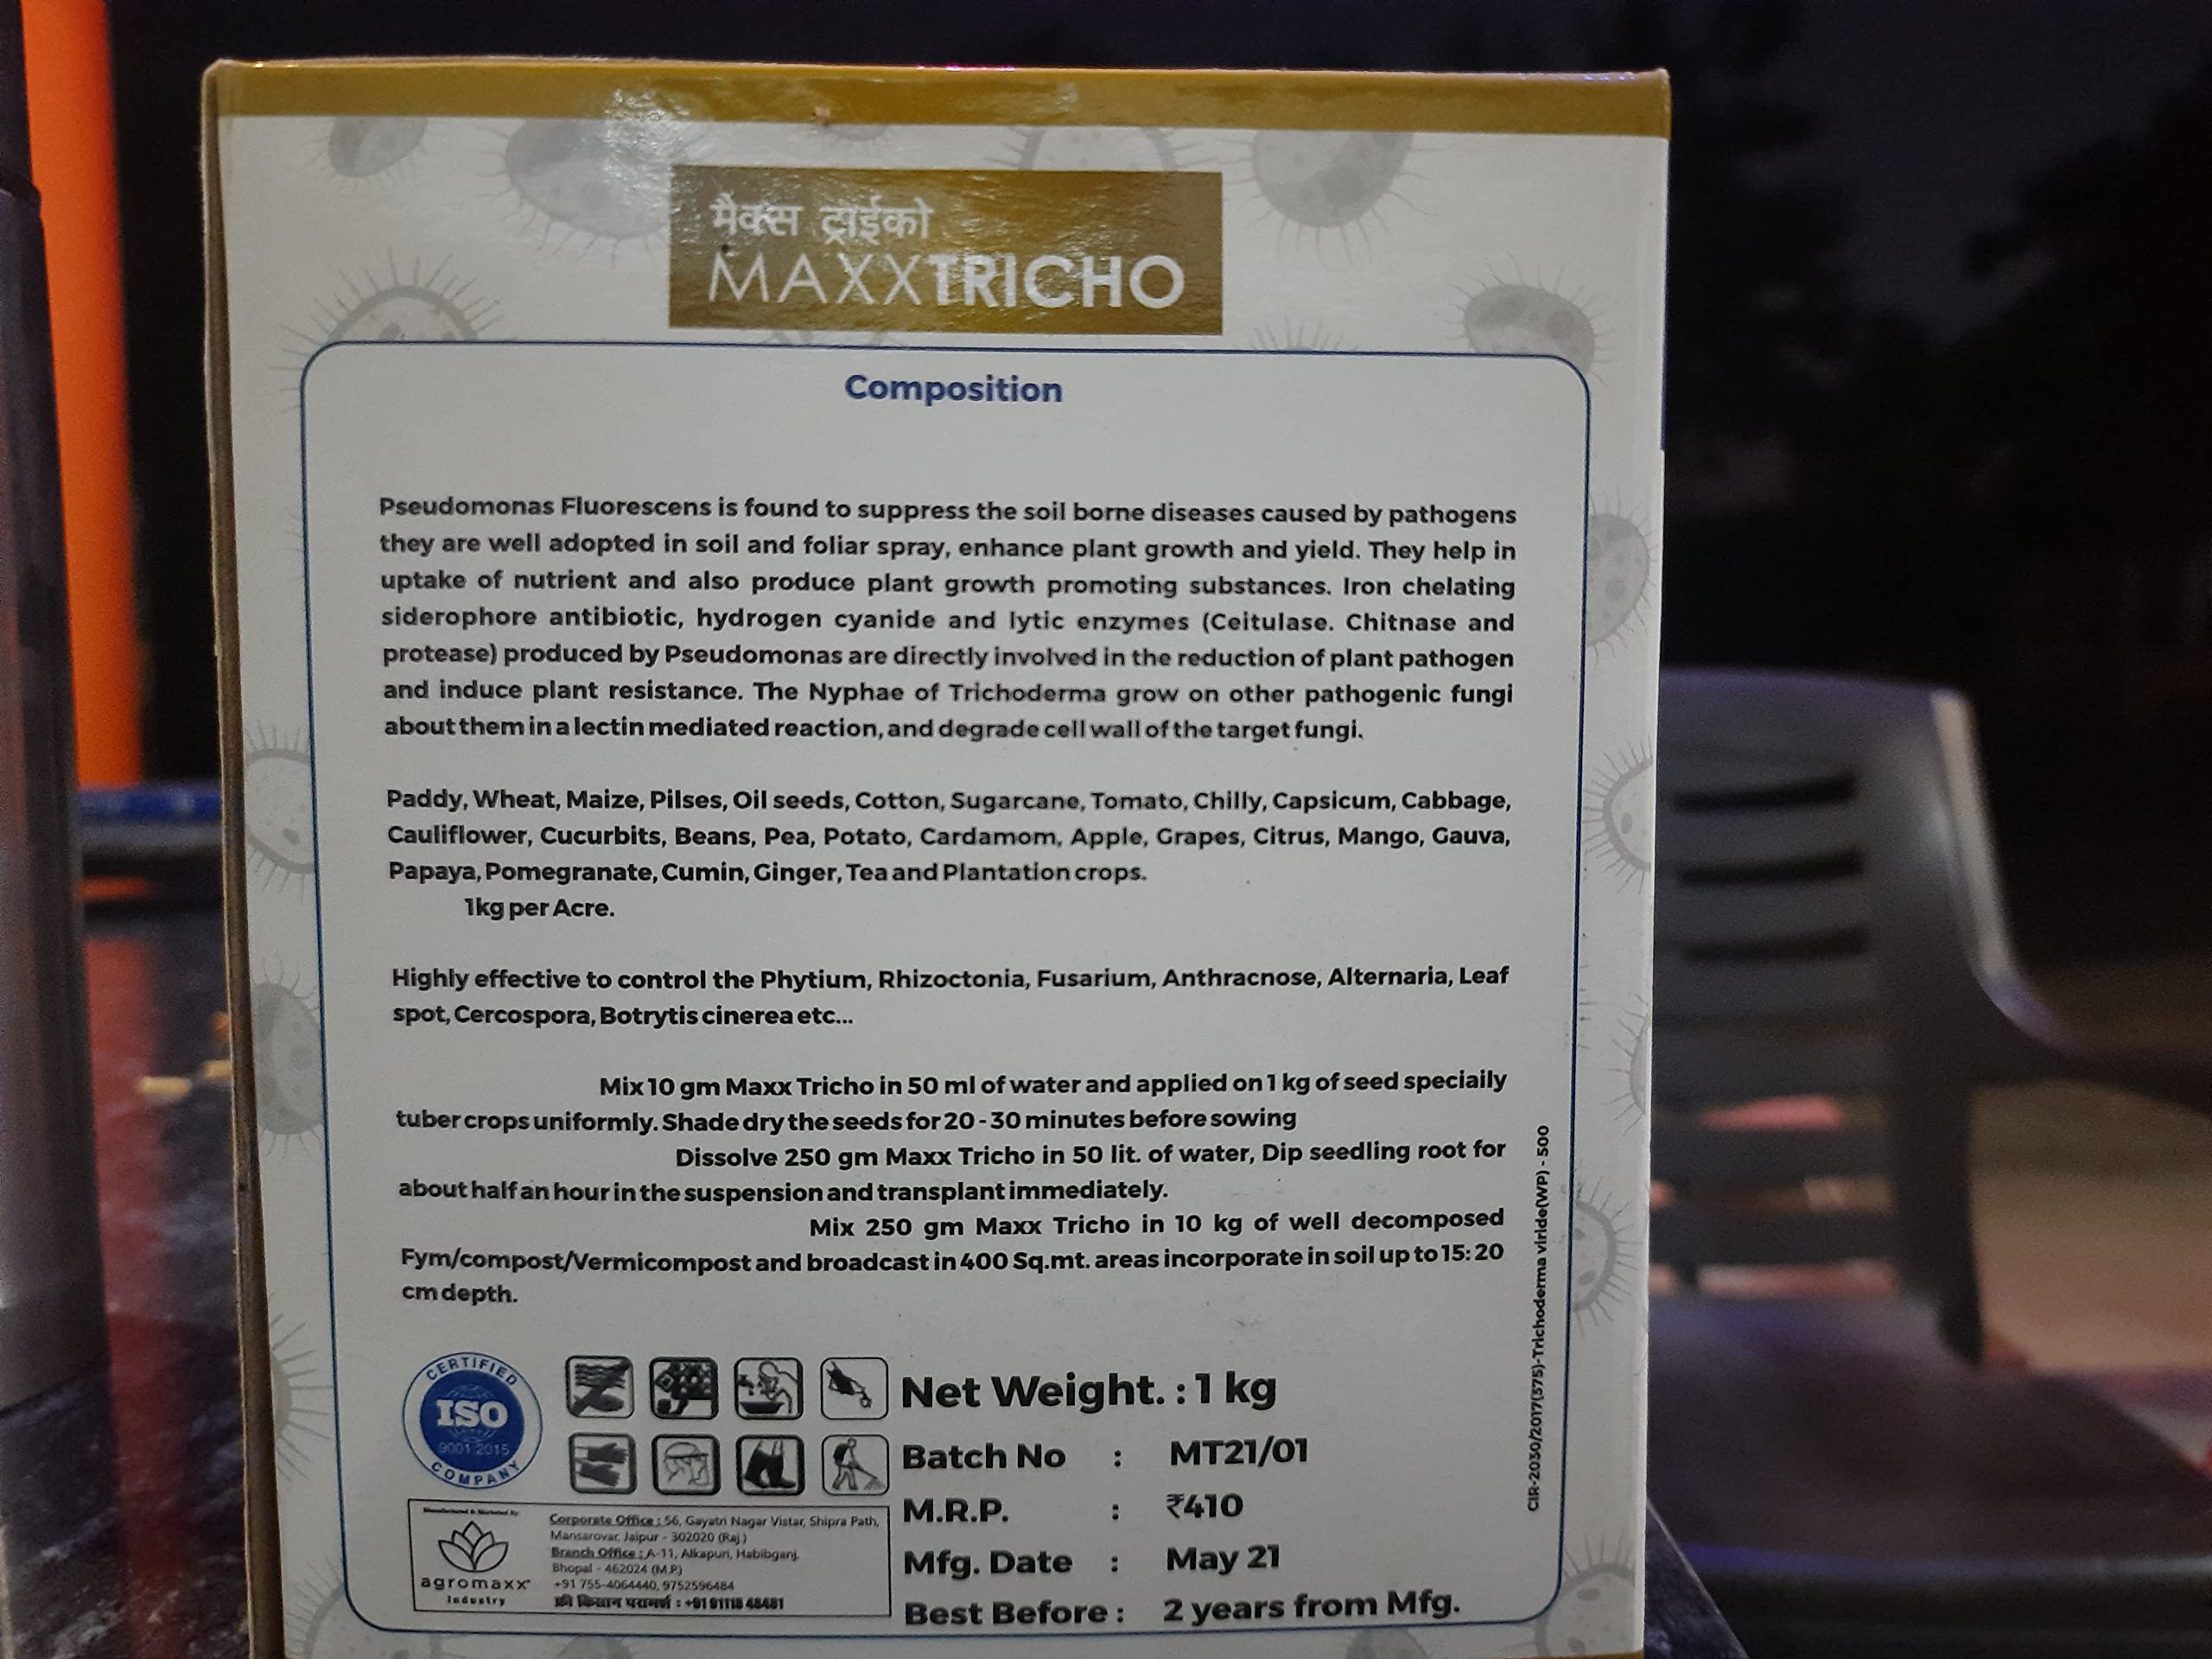 मैक्स ट्राईको
MAXXTRICHO
Composition
Pseudomonas Fluorescens is found to suppress the soil borne diseases caused by pathogens
they are well adopted in soil and foliar spray, enhance plant growth and yield. They help in
uptake of nutrient and also produce plant growth promoting substances. Iron chelating
siderophore antibiotic, hydrogen cyanide and lytic enzymes (Ceitulase. Chitnase and
protease) produced by Pseudomonas are directly involved in the reduction of plant pathogen
and induce plant resistance. The Nyphae of Trichoderma grow on other pathogenic fungi
about them in a lectin mediated reaction, and degrade cell wall of the target fungi.
Paddy, Wheat, Maize, Pilses, Oil seeds, Cotton, Sugarcane, Tomato, Chilly, Capsicum, Cabbage,
Cauliflower, Cucurbits, Beans, Pea, Potato, Cardamom, Apple, Grapes, Citrus, Mango, Gauva,
Papaya, Pomegranate, Cumin, Ginger, Tea and Plantation crops.
1kg per Acre.
Highly effective to control the Phytium, Rhizoctonia, Fusarium, Anthracnose, Alternaria, Leaf
spot, Cercospora, Botrytis cinerea etc...
Mix 10 gm Maxx Tricho in 50 ml of water and applied on 1 kg of seed speciaily
tuber crops uniformly. Shade dry the seeds for 20 - 30 minutes before sowing
Dissolve 250 gm Maxx Tricho in 50 lit. of water, Dip seedling root for
about half an hour in the suspension and transplant immediately.
Mix 250 gm Maxx Tricho in 10 kg of well decomposed
Fym/compost/Vermicompost and broadcast in 400 Sq.mt. areas incorporate in soil up to 15: 20
cm depth.
CIR-2030/2017(375)-Trichoderma viride(WP) - 500
CERTIFIED
ISO
9001:2015
COMPANY
Net Weight. : 1 kg
Batch No : MT21/01
M.R.P. : ₹410
Mfg. Date : May 21
Best Before : 2 years from Mfg.
Manufactured & Marketed by:
agromaxx
Industry
Corporate Office : 56, Gayatri Nagar Vistar, Shipra Path,
Mansarovar, Jaipur - 302020 (Raj.)
Branch Office : A-11, Alkapuri, Habibganj,
Bhopal - 462024 (M.P.)
+91 755-4064440, 9752596484
फ्री किसान परामर्श : +91 91118 48481